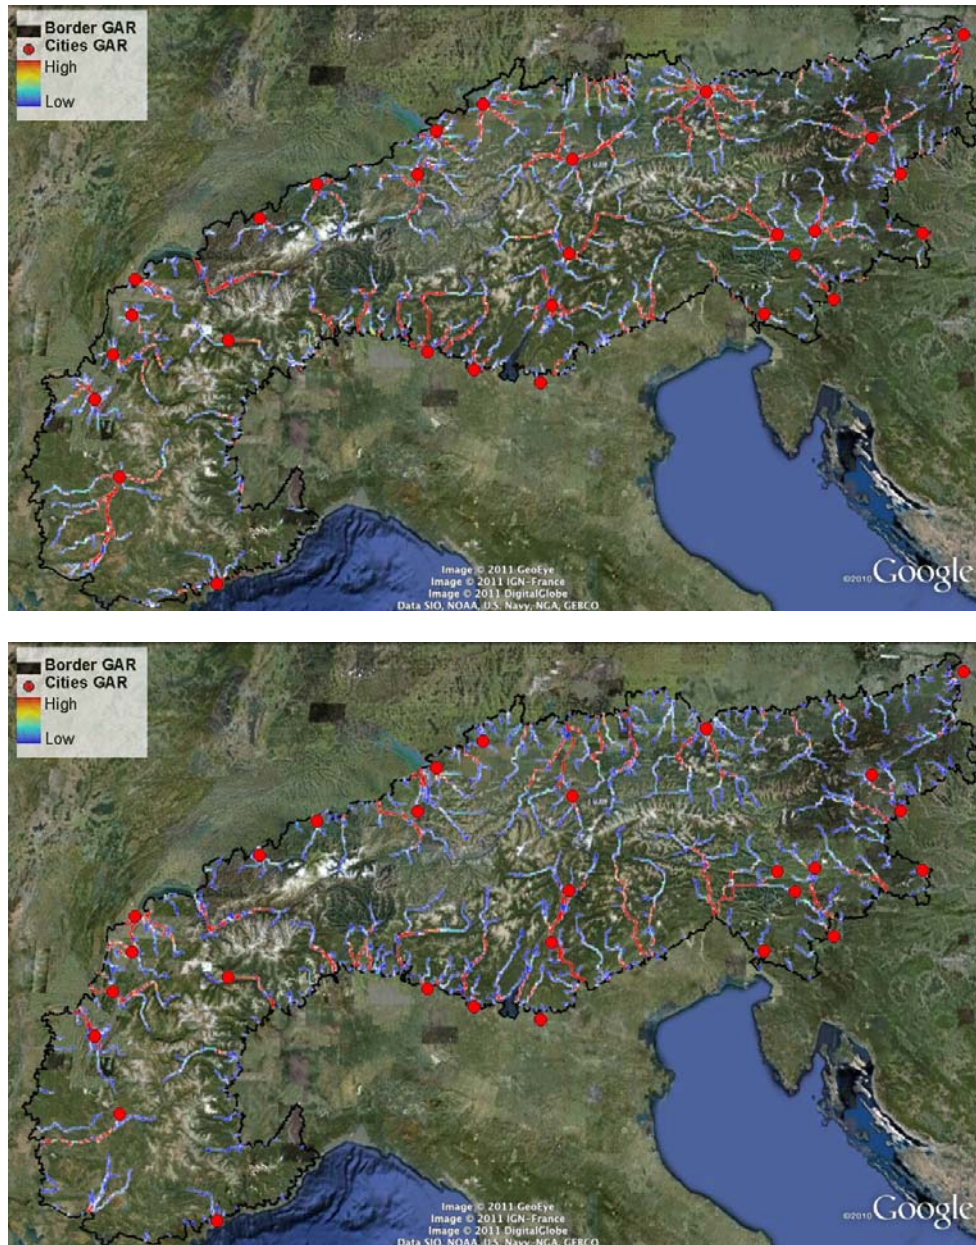 Border GAR
Cities GAR
High
Low
Image © 2011 GeoEye
Image © 2011 IGN-France
Image © 2011 DigitalGlobe
Data SIO, NOAA, U.S. Navy, NGA, GEBCO
©2010 Google
Border GAR
Cities GAR
High
Low
Image © 2011 GeoEye
Image © 2011 IGN-France
Image © 2011 DigitalGlobe
Data SIO, NOAA, U.S. Navy, NGA, GEBCO
©2010 Google